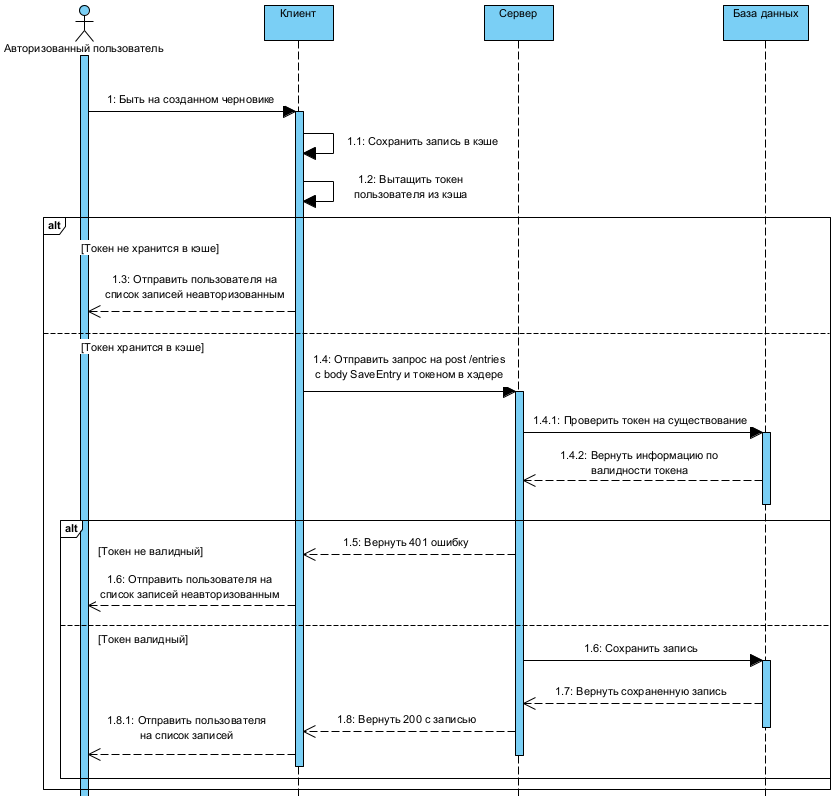 Клиент
Сервер
База данных
Авторизованный пользователь
1: Быть на созданном черновике
1.1: Сохранить запись в кэше
1.2: Вытащить токен
пользователя из кэша
alt
[Токен не хранится в кэше]
1.3: Отправить пользователя на
список записей неавторизованным
[Токен хранится в кэше]
1.4: Отправить запрос на post /entries
с body SaveEntry и токеном в хэдере
1.4.1: Проверить токен на существование
1.4.2: Вернуть информацию по
валидности токена
alt
1.5: Вернуть 401 ошибку
[Токен не валидный]
1.6: Отправить пользователя на
список записей неавторизованным
[Токен валидный]
1.6: Сохранить запись
1.7: Вернуть сохраненную запись
1.8: Вернуть 200 с записью
1.8.1: Отправить пользователя
на список записей